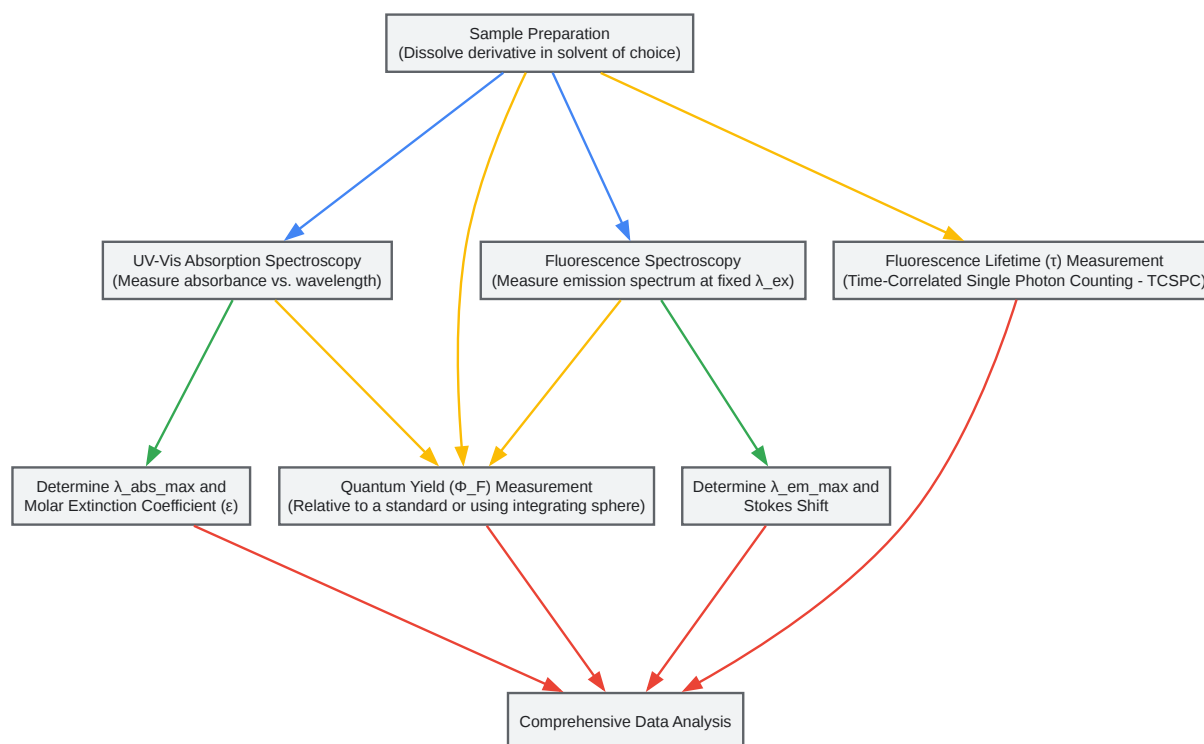 Sample Preparation
(Dissolve derivative in solvent of choice)
UV-Vis Absorption Spectroscopy
(Measure absorbance vs. wavelength)
Fluorescence Spectroscopy
(Measure emission spectrum at fixed λ_ex)
Fluorescence Lifetime (τ) Measurement
(Time-Correlated Single Photon Counting - TCSPC)
Determine λ_abs_max and
Molar Extinction Coefficient (ε)
Quantum Yield (Φ_F) Measurement
(Relative to a standard or using integrating sphere)
Determine λ_em_max and
Stokes Shift
Comprehensive Data Analysis